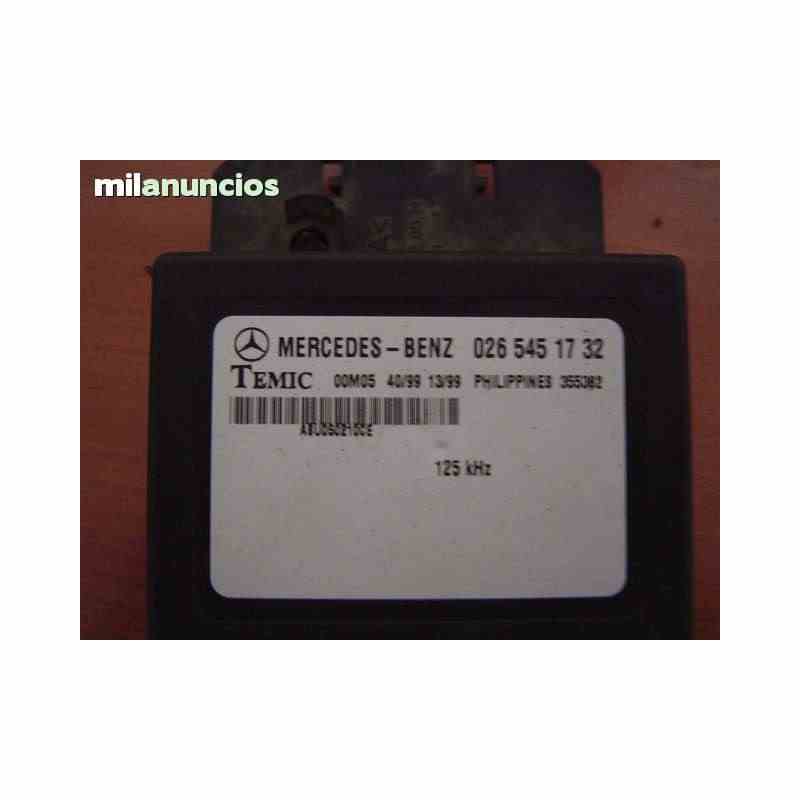 milanuncios
MERCEDES-BENZ 026 545 17 32
TEMIC 00M05 40/99 13/99 PHILIPPINES 355382
125 kHz